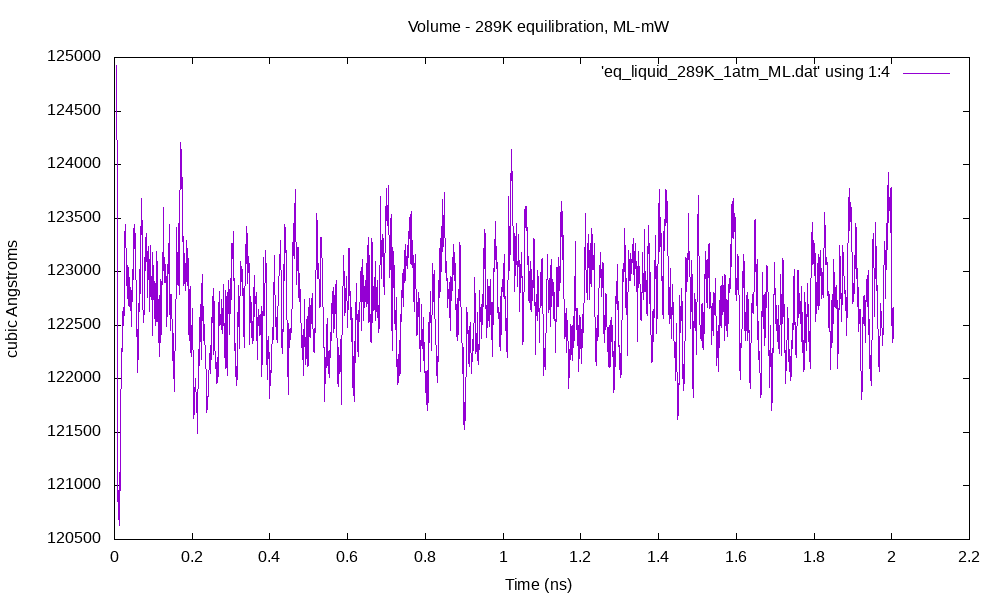 Volume - 289K equilibration, ML-mW
'eq_liquid_289K_1atm_ML.dat' using 1:4
cubic Angstroms
125000
124500
124000
123500
123000
122500
122000
121500
121000
120500
0 0.2 0.4 0.6 0.8 1 1.2 1.4 1.6 1.8 2 2.2
Time (ns)